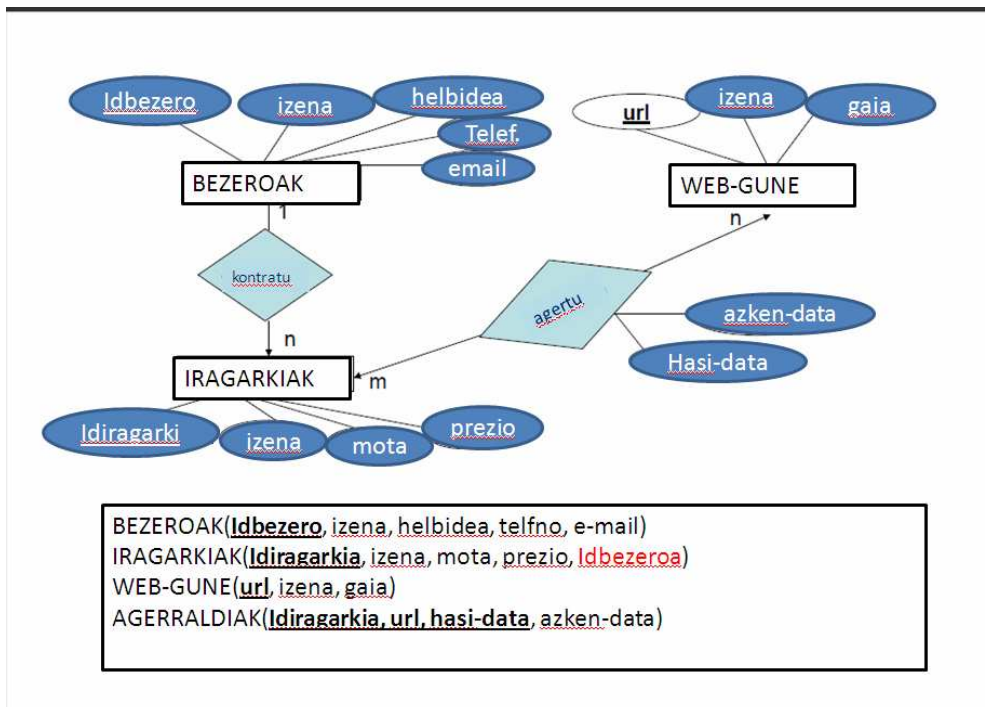 Idbezero
izena
helbidea
Telef.
email
BEZEROAK
1
kontratu
n
IRAGARKIAK
Idiragarki
izena
mota
prezio
url
izena
gaia
WEB-GUNE
n
agertu
m
azken-data
Hasi-data
BEZEROAK(Idbezero, izena, helbidea, telfno, e-mail)
IRAGARKIAK(Idiragarkia, izena, mota, prezio, Idbezeroa)
WEB-GUNE(url, izena, gaia)
AGERRALDIAK(Idiragarkia, url, hasi-data, azken-data)